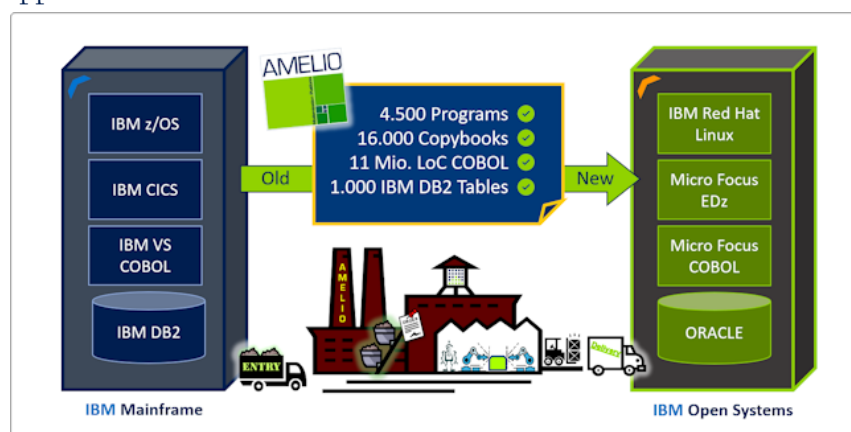 AMELIO
IBM z/OS
IBM CICS
IBM VS
COBOL
IBM DB2
IBM Mainframe
Old
4.500 Programs
16.000 Copybooks
11 Mio. LoC COBOL
1.000 IBM DB2 Tables
New
AMELIO
ENTRY
Delivery
IBM Red Hat
Linux
Micro Focus
EDz
Micro Focus
COBOL
ORACLE
IBM Open Systems